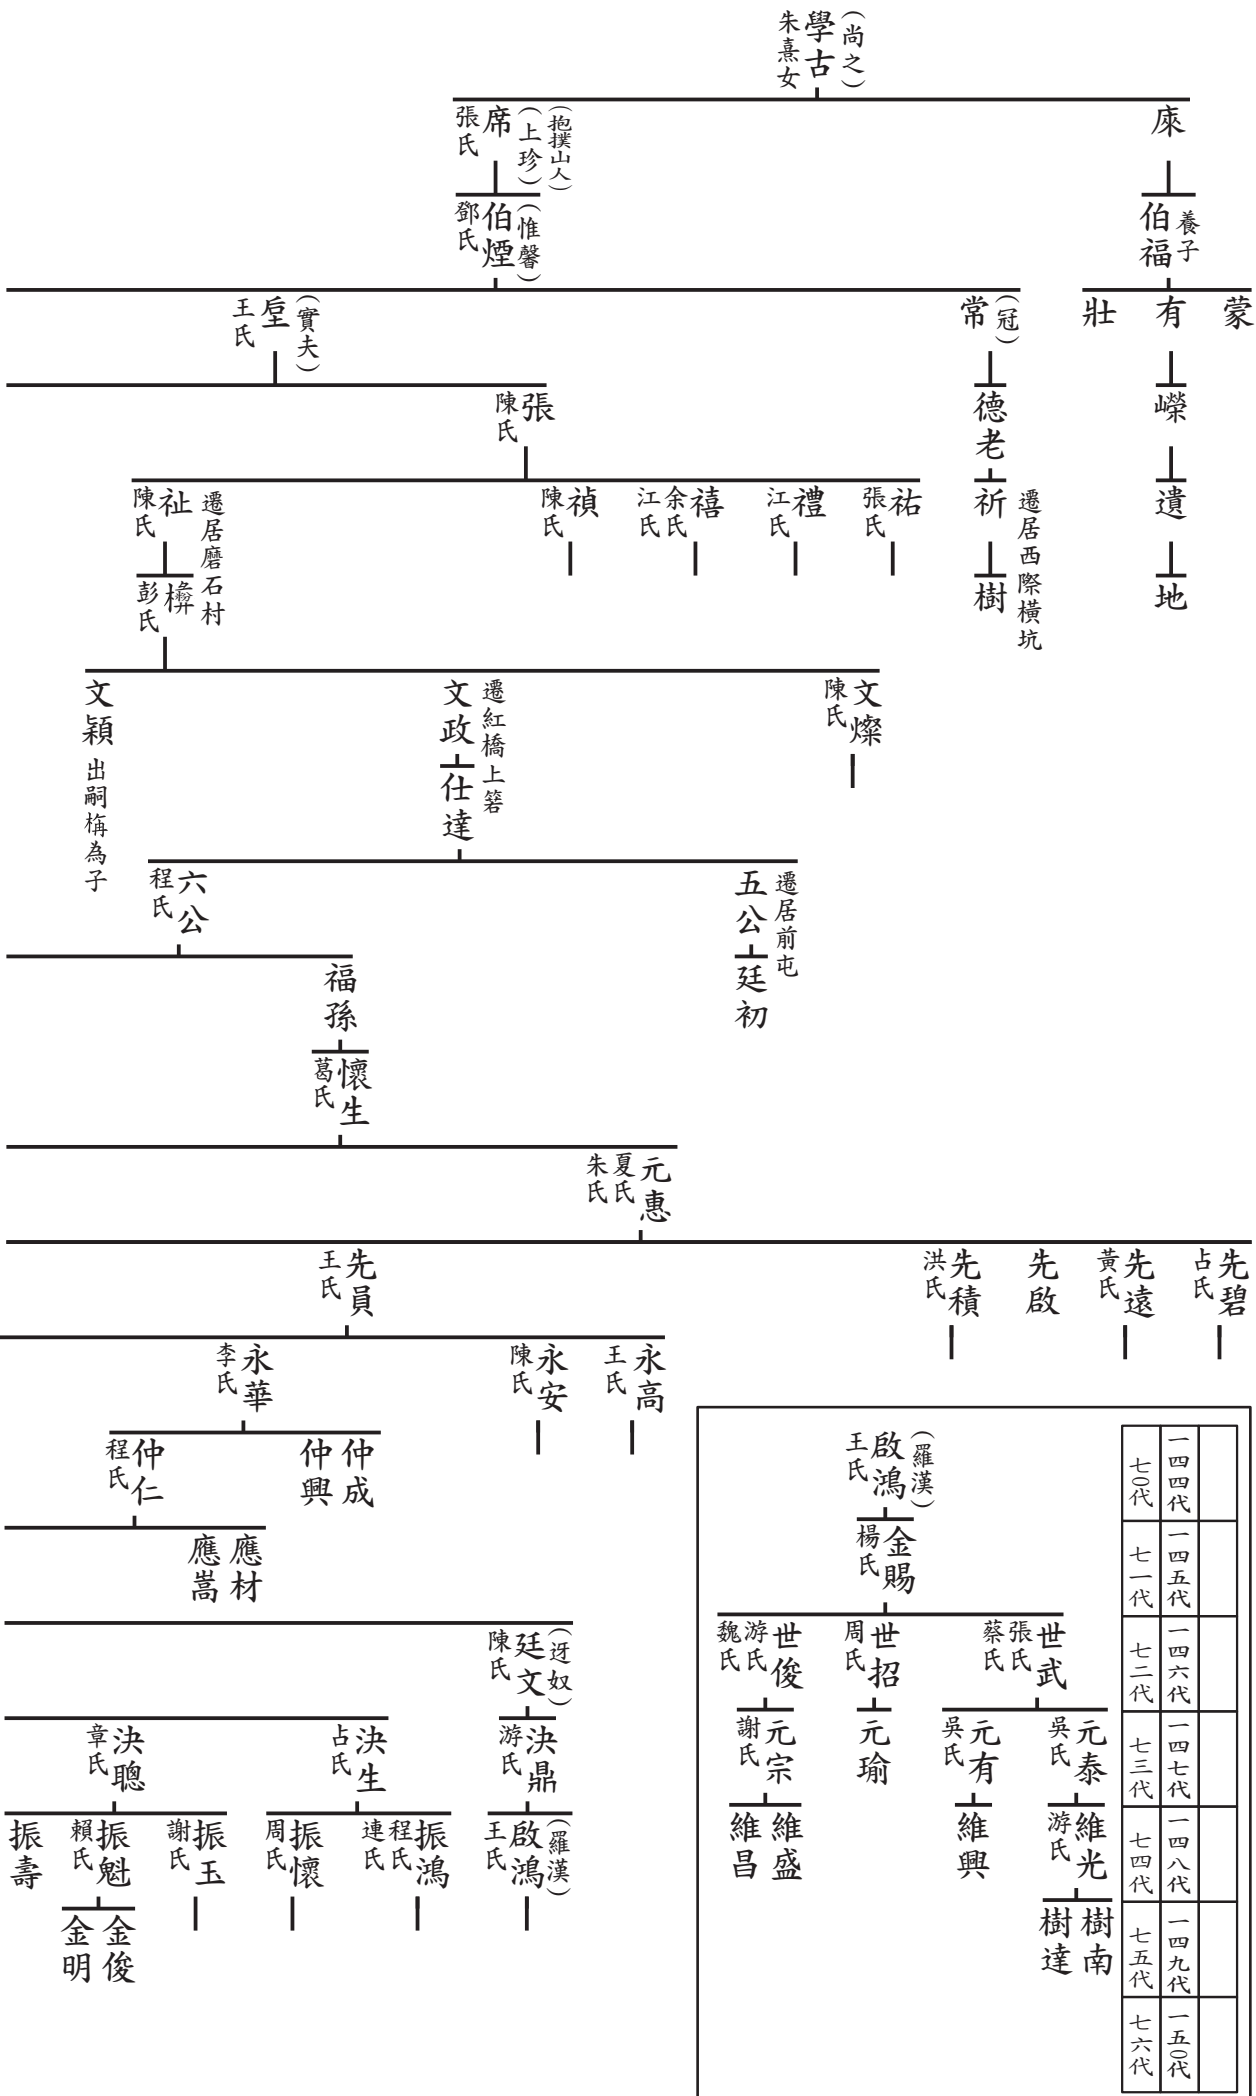 (尚之)
學古
朱熹女
庲
(抱撲山人)
(上珍)
席
張氏
養子
伯福
(惟馨)
伯煙
鄧氏
蒙
有
壯
(冠)
常
(實夫)
垕
王氏
嶸
德老
張
陳氏
遺
遷居西際橫坑
祈
祐
張氏
禮
江氏
禧
余氏
江氏
禎
陳氏
遷居磨石村
祉
陳氏
地
樹
彭氏
文燦
陳氏
遷紅橋上箬
文政
文穎
出嗣栴為子
仕達
遷居前屯
五公
六公
程氏
廷初
福孫
懷生
葛氏
元惠
夏氏
朱氏
先碧
占氏
先遠
黃氏
先啟
先積
洪氏
先員
王氏
永高
王氏
永安
陳氏
永華
李氏
仲成
仲興
仲仁
程氏
應材
應嵩
(迓奴)
廷文
陳氏
決鼎
游氏
決生
占氏
決聰
章氏
(羅漢)
啟鴻
王氏
振鴻
程氏
連氏
振懷
周氏
振玉
謝氏
振魁
賴氏
振壽
金俊
金明
一四四代
七〇代
一四五代
七一代
一四六代
七二代
一四七代
七三代
一四八代
七四代
一四九代
七五代
一五〇代
七六代
(羅漢)
啟鴻
王氏
金賜
楊氏
世武
張氏
蔡氏
世招
周氏
世俊
游氏
魏氏
元泰
吳氏
元有
吳氏
元瑜
元宗
謝氏
維光
游氏
維興
維盛
維昌
樹南
樹達